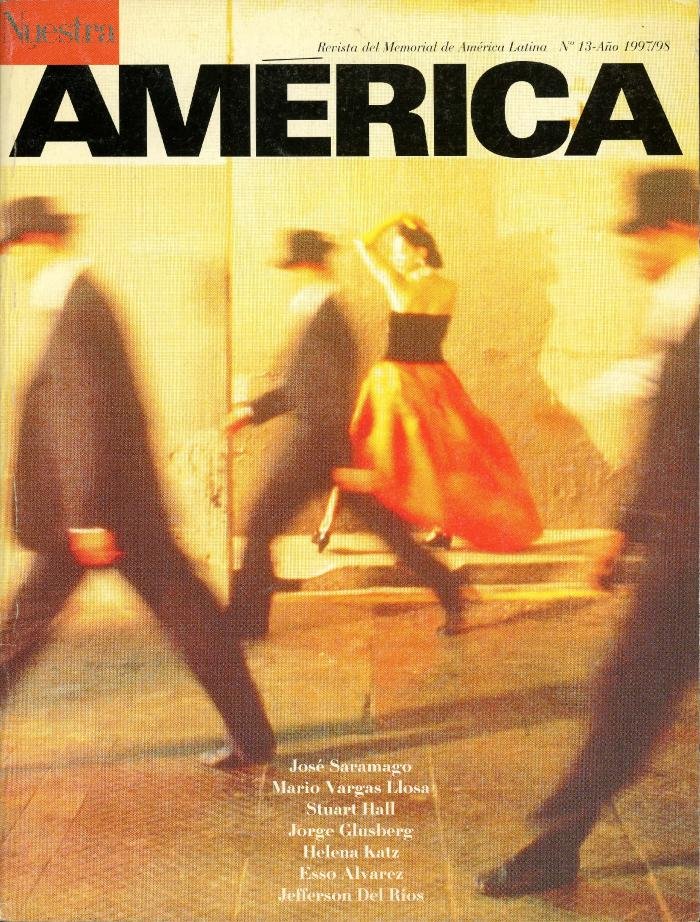 Nuestra
Revista del Memorial de América Latina Nº 13-Año 1997/98
AMÉRICA
José Saramago
Mario Vargas Llosa
Stuart Hall
Jorge Glusberg
Helena Katz
Esso Alvarez
Jefferson Del Ríos